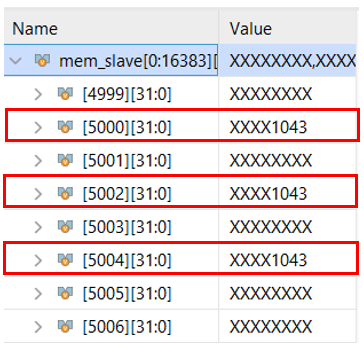 Name Value
mem_slave[0:16383][ XXXXXXXX,XXXX
[4999][31:0] XXXXXXXX
[5000][31:0] XXXX1043
[5001][31:0] XXXXXXXX
[5002][31:0] XXXX1043
[5003][31:0] XXXXXXXX
[5004][31:0] XXXX1043
[5005][31:0] XXXXXXXX
[5006][31:0] XXXXXXXX